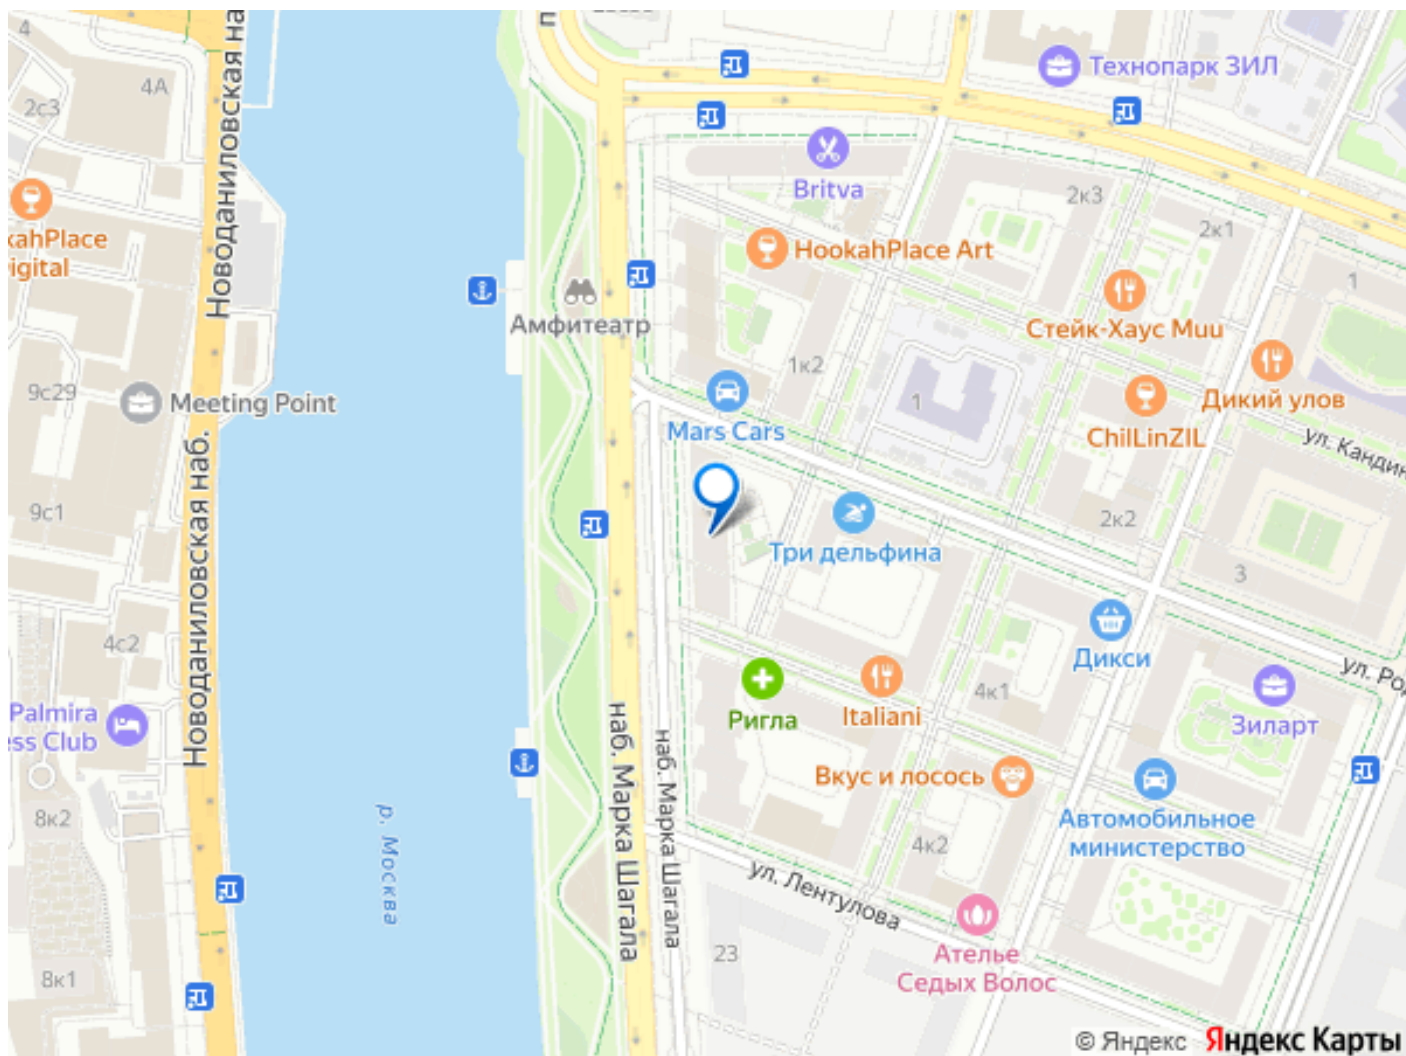 4
4А
2с3
Новоданиловская на
П
Технопарк ЗИЛ
Britva
2к3
2к1
kahPlace
igital
HookahPlace Art
1
Амфитеатр
Стейк-Хаус Muu
1к2
9с29
Meeting Point
Mars Cars
1
Дикий улов
ChilLinZIL
ул. Кандин
Новоданиловская наб.
9с1
2к2
Три дельфина
3
4с2
Дикси
ул. Род
4к1
Palmira
ess Club
Ригла
Italiani
Зиларт
наб. Марка Шагала
наб. Марка Шагала
Вкус и лосось
Автомобильное
министерство
р. Москва
8к2
4к2
ул. Лентулова
23
Ателье
Седых Волос
8к1
© Яндекс Яндекс Карты